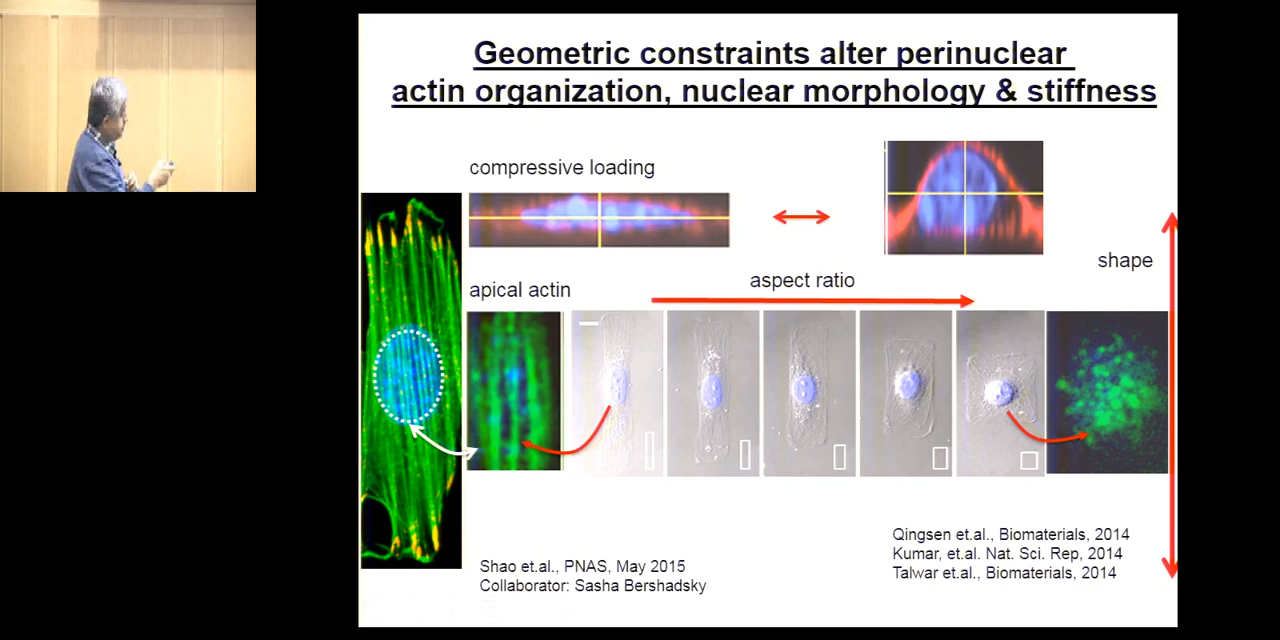 Geometric constraints alter perinuclear
actin organization, nuclear morphology & stiffness
compressive loading
shape
aspect ratio
apical actin
Shao et.al., PNAS, May 2015
Collaborator: Sasha Bershadsky
Qingsen et.al., Biomaterials, 2014
Kumar, et.al. Nat. Sci. Rep, 2014
Talwar et.al., Biomaterials, 2014